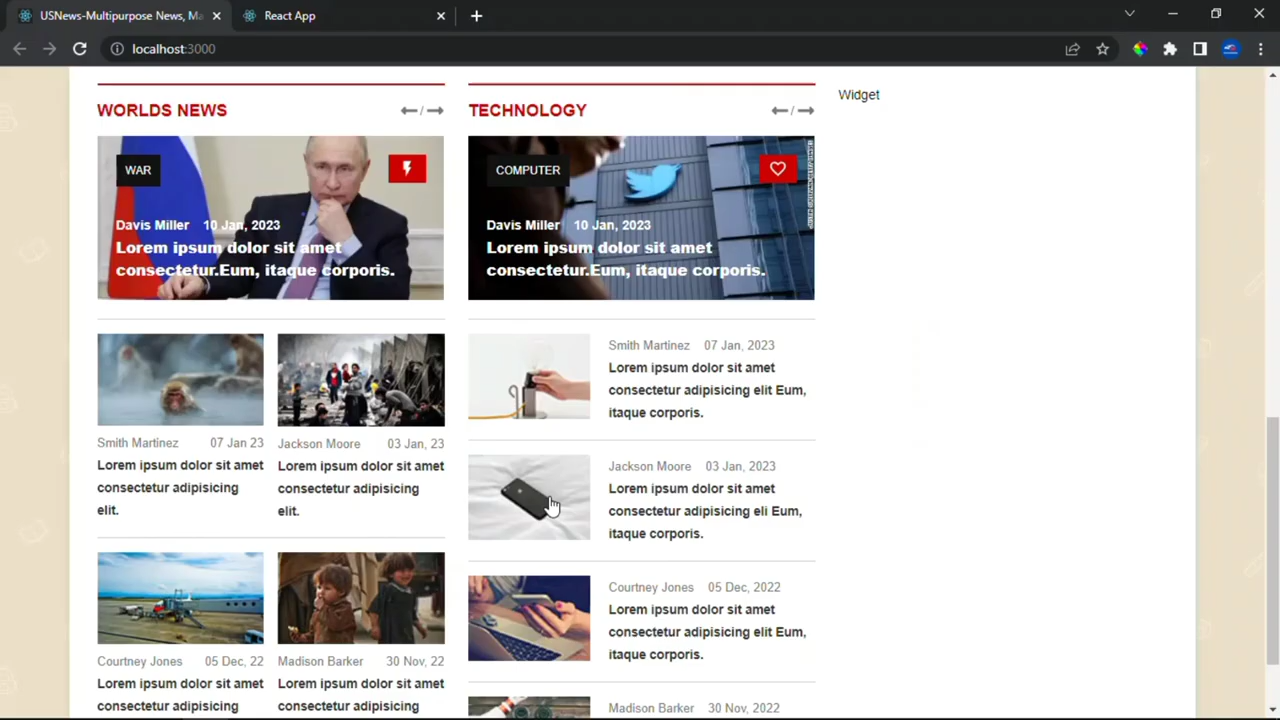 USNews-Multipurpose News, Ma
React App
localhost:3000
WORLDS NEWS
/
TECHNOLOGY
/
Widget
WAR
Davis Miller 10 Jan, 2023
Lorem ipsum dolor sit amet
consectetur.Eum, itaque corporis.
COMPUTER
Davis Miller 10 Jan, 2023
Lorem ipsum dolor sit amet
consectetur.Eum, itaque corporis.
Smith Martinez 07 Jan 23
Lorem ipsum dolor sit amet
consectetur adipisicing
elit.
Jackson Moore 03 Jan, 23
Lorem ipsum dolor sit amet
consectetur adipisicing
elit.
Courtney Jones 05 Dec, 22
Lorem ipsum dolor sit amet
consectetur adipisicing
Madison Barker 30 Nov, 22
Lorem ipsum dolor sit amet
consectetur adipisicing
Smith Martinez 07 Jan, 2023
Lorem ipsum dolor sit amet
consectetur adipisicing elit Eum,
itaque corporis.
Jackson Moore 03 Jan, 2023
Lorem ipsum dolor sit amet
consectetur adipisicing eli Eum,
itaque corporis.
Courtney Jones 05 Dec, 2022
Lorem ipsum dolor sit amet
consectetur adipisicing elit Eum,
itaque corporis.
Madison Barker 30 Nov, 2022